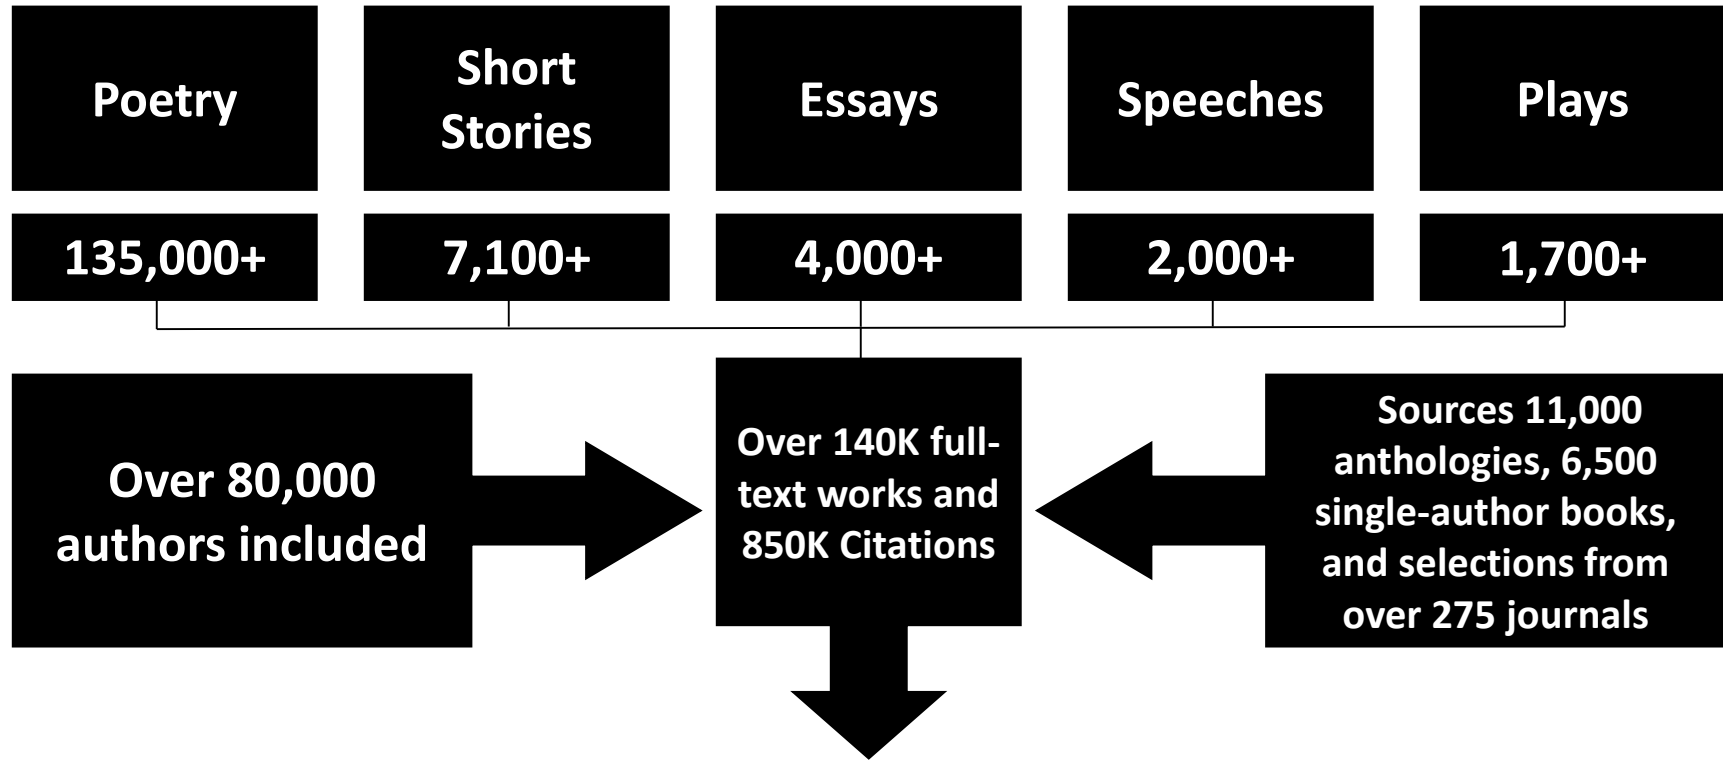 Poetry
Short
Stories
Essays
Speeches
Plays
135,000+
7,100+
4,000+
2,000+
1,700+
Over 80,000
authors included
Over 140K full-
text works and
850K Citations
Sources 11,000
anthologies, 6,500
single-author books,
and selections from
over 275 journals